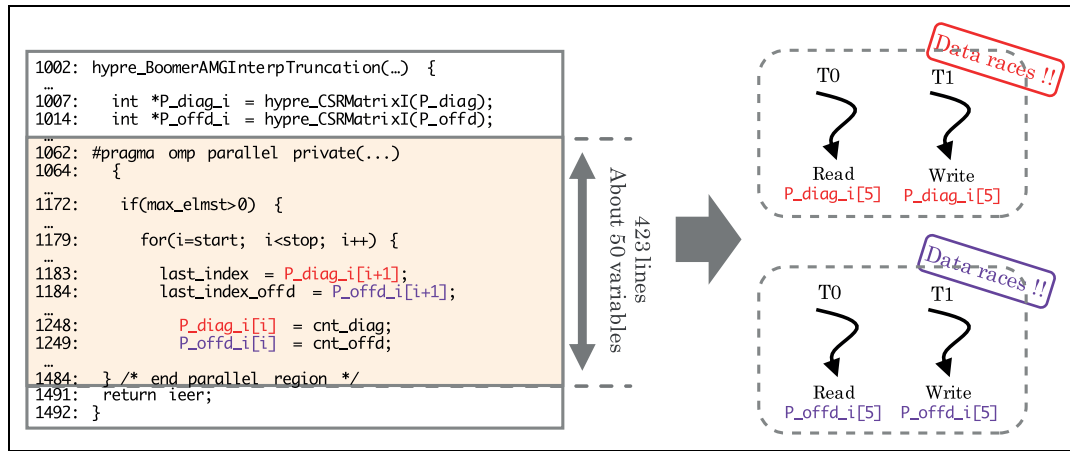 1002: hypre_BoomerAMGInterpTruncation(…) {
…
1007: int *P_diag_i = hypre_CSRMatrixI(P_diag);
1014: int *P_offd_i = hypre_CSRMatrixI(P_offd);
…
1062: #pragma omp parallel private(...)
1064: {
…
1172: if(max_elmst>0) {
…
1179: for(i=start; i<stop; i++) {
1183: last_index = P_diag_i[i+1];
1184: last_index_offd = P_offd_i[i+1];
…
1248: P_diag_i[i] = cnt_diag;
1249: P_offd_i[i] = cnt_offd;
…
1484: } /* end parallel region */
1491: return ieer;
1492: }
423 lines
About 50 variables
Data races !!
T0 T1
Read Write
P_diag_i[5] P_diag_i[5]
Data races !!
T0 T1
Read Write
P_offd_i[5] P_offd_i[5]